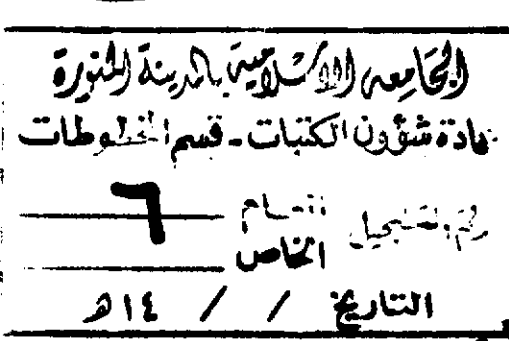 الجامعة الإسلامية بالمدينة المنورة
عمادة شؤون المكتبات - قسم المخطوطات
رقم التسجيل العام ٦
الخاص
التاريخ / / ١٤هـ